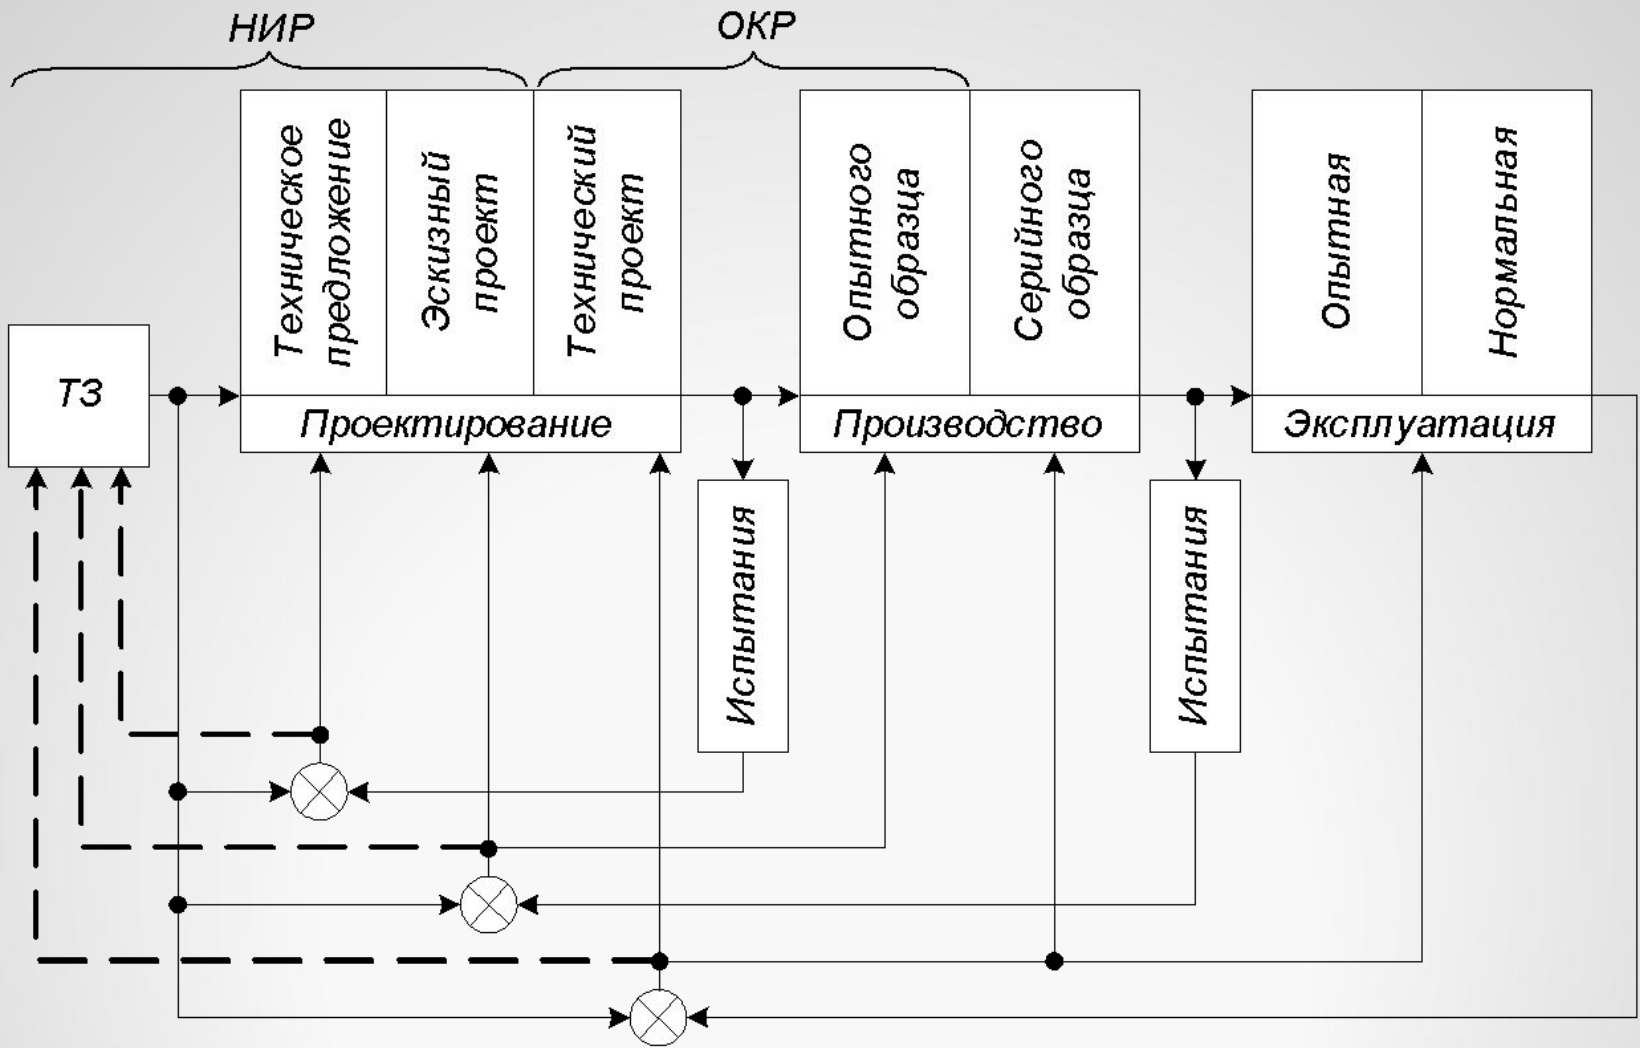 НИР
ОКР
Техническое
предложение
Эскизный
проект
Технический
проект
Опытного
образца
Серийного
образца
Опытная
Нормальная
ТЗ
Проектирование
Производство
Эксплуатация
Испытания
Испытания